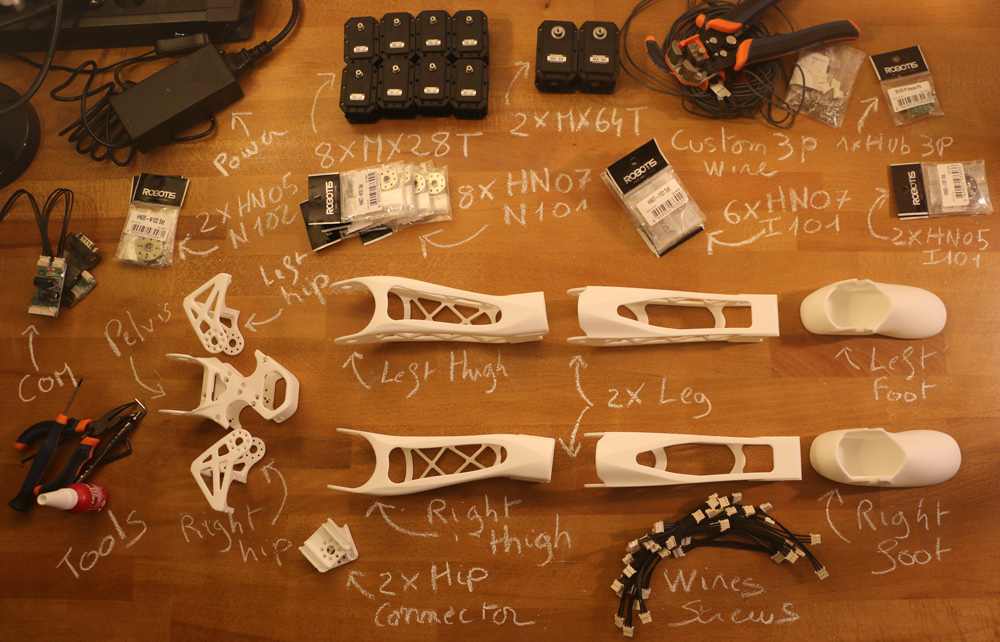 ROBOTIS
Power
8XMX28T
2XMX64T
Custom 3P
Wire
1xHub 3P
ROBOTIS
2XHN05
N102
ROBOTIS
8XHN07
N101
ROBOTIS
6XHN07
I101
ROBOTIS
2XHN05
I101
COM
Pelvis
Left
hip
Left Thigh
2X Leg
Left
Foot
Tools
Right
hip
2X Hip
Connector
Right
thigh
Wires
Screws
Right
foot